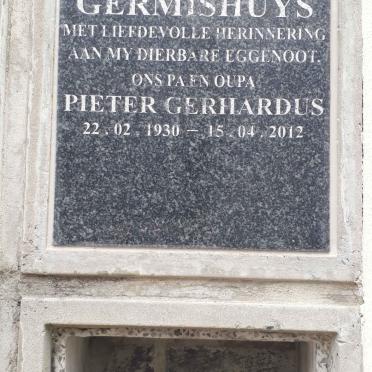 GERMISHUYS
MET LIEFDEVOLLE HERINNERING
AAN MY DIERBARE EGGENOOT.
ONS PA EN OUPA
PIETER GERHARDUS
22.02.1930 – 15.04.2012